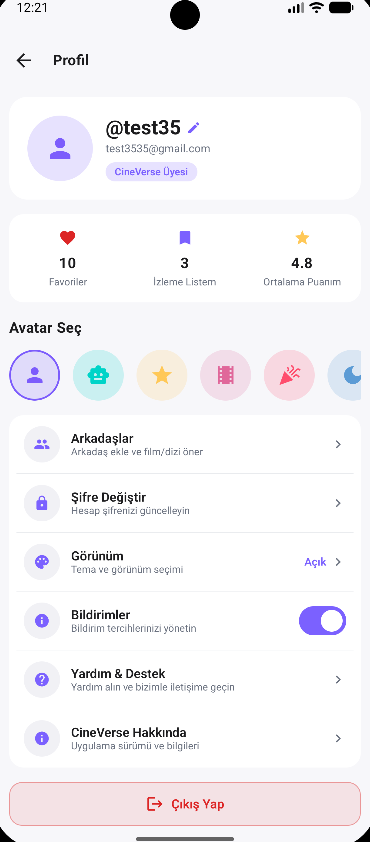 12:21
Profil
@test35
test3535@gmail.com
CineVerse Üyesi
10
Favoriler
3
İzleme Listem
4.8
Ortalama Puanım
Avatar Seç
Arkadaşlar
Arkadaş ekle ve film/dizi öner
Şifre Değiştir
Hesap şifrenizi güncelleyin
Görünüm
Tema ve görünüm seçimi
Açık
Bildirimler
Bildirim tercihlerinizi yönetin
Yardım & Destek
Yardım alın ve bizimle iletişime geçin
CineVerse Hakkında
Uygulama sürümü ve bilgileri
Çıkış Yap